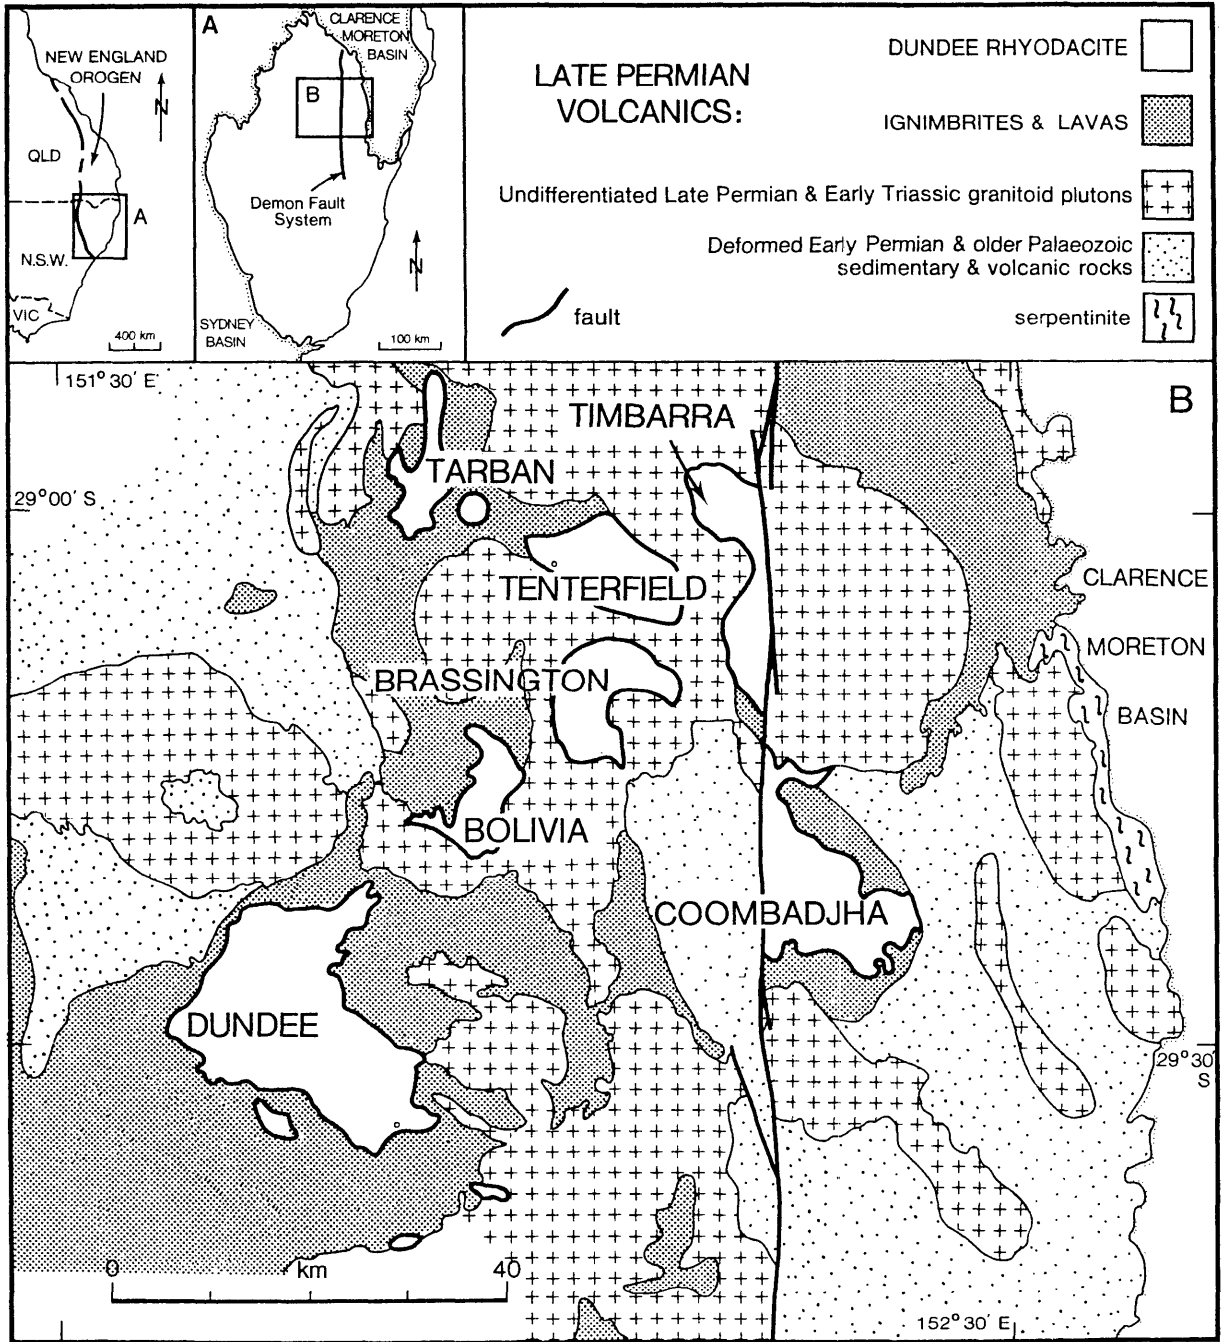 NEW ENGLAND
OROGEN
N
QLD
A
N.S.W.
VIC
400 km
A
CLARENCE
MORETON
BASIN
B
Demon Fault
System
N
SYDNEY
BASIN
100 km
LATE PERMIAN
VOLCANICS:
DUNDEE RHYODACITE
IGNIMBRITES & LAVAS
Undifferentiated Late Permian & Early Triassic granitoid plutons
Deformed Early Permian & older Palaeozoic
sedimentary & volcanic rocks
serpentinite
fault
151° 30' E
B
TIMBARRA
TARBAN
29° 00' S
TENTERFIELD
CLARENCE
MORETON
BASIN
BRASSINGTON
BOLIVIA
COOMBADJHA
DUNDEE
29° 30'
S
0 km 40
152° 30' E